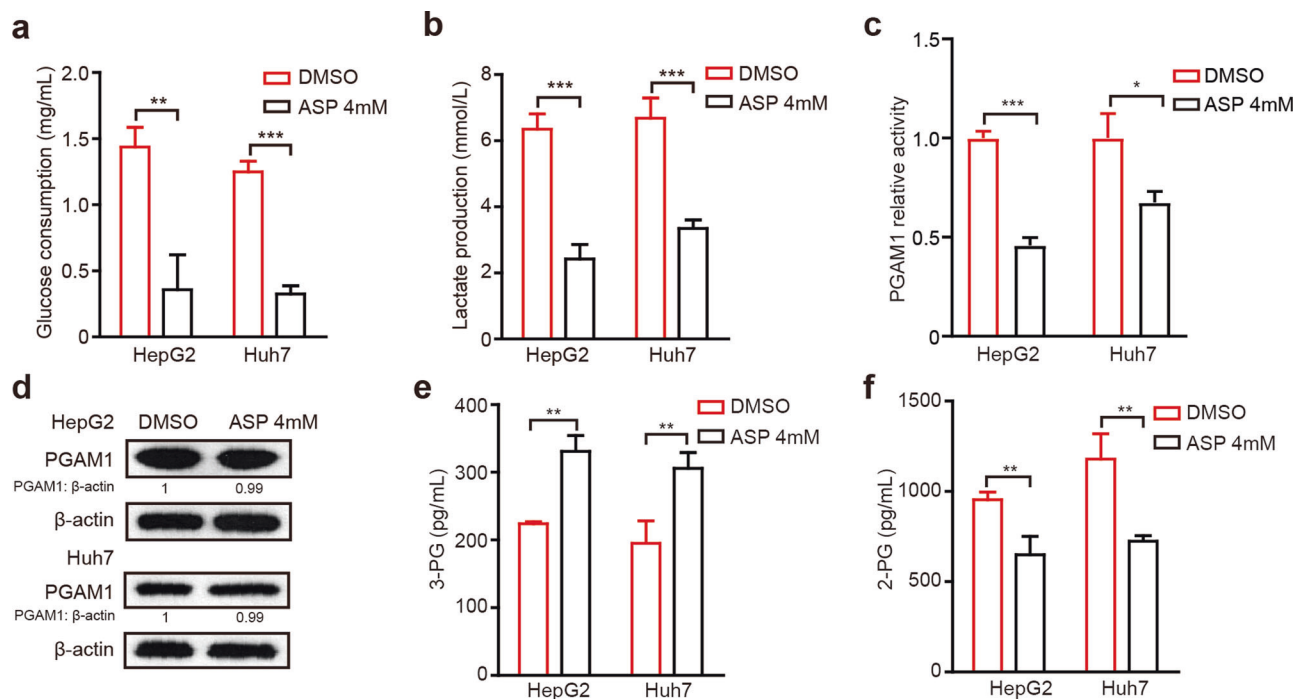 a
Glucose consumption (mg/mL)
2.0
1.5
1.0
0.5
0
DMSO
ASP 4mM
**
***
HepG2 Huh7
b
Lactate production (mmol/L)
8
6
4
2
0
DMSO
ASP 4mM
***
***
HepG2 Huh7
c
PGAM1 relative activity
1.5
1.0
0.5
0
DMSO
ASP 4mM
***
*
HepG2 Huh7
d
HepG2 DMSO ASP 4mM
PGAM1
PGAM1: β-actin 1 0.99
β-actin
Huh7
PGAM1
PGAM1: β-actin 1 0.99
β-actin
e
3-PG (pg/mL)
400
300
200
100
0
DMSO
ASP 4mM
**
**
HepG2 Huh7
f
2-PG (pg/mL)
1500
1000
500
0
DMSO
ASP 4mM
**
**
HepG2 Huh7